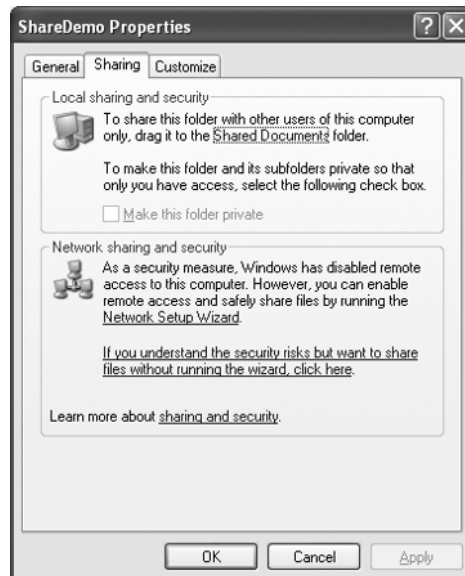 ShareDemo Properties
General Sharing Customize
Local sharing and security
To share this folder with other users of this computer
only, drag it to the Shared Documents folder.
To make this folder and its subfolders private so that
only you have access, select the following check box.
Make this folder private
Network sharing and security
As a security measure, Windows has disabled remote
access to this computer. However, you can enable
remote access and safely share files by running the
Network Setup Wizard.
If you understand the security risks but want to share
files without running the wizard, click here.
Learn more about sharing and security.
OK Cancel Apply